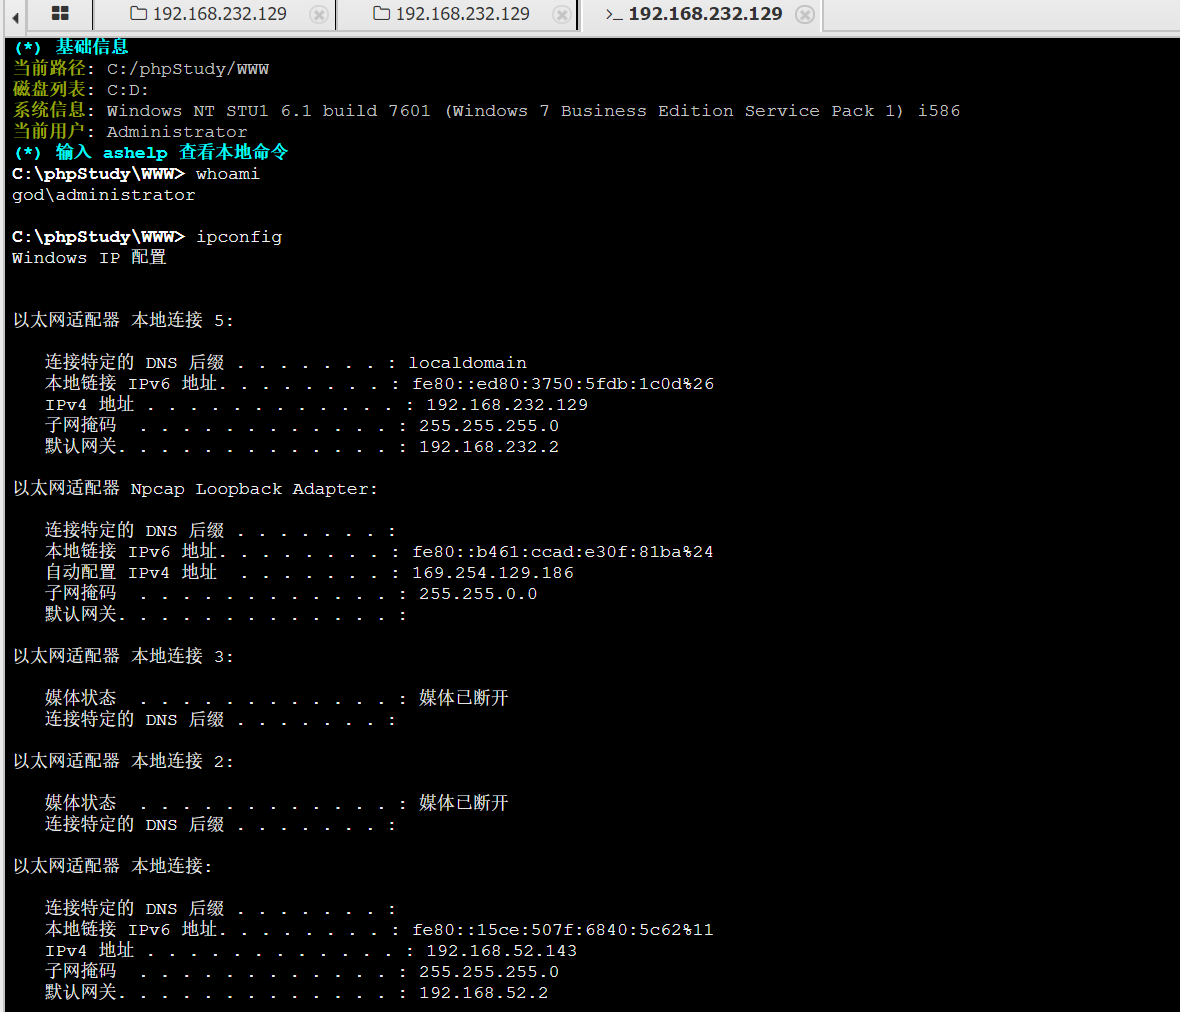 192.168.232.129
192.168.232.129
>_ 192.168.232.129
(*) 基础信息
当前路径: C:/phpStudy/WWW
磁盘列表: C:D:
系统信息: Windows NT STU1 6.1 build 7601 (Windows 7 Business Edition Service Pack 1) i586
当前用户: Administrator
(*) 输入 ashelp 查看本地命令
C:\phpStudy\WWW> whoami
god\administrator
C:\phpStudy\WWW> ipconfig
Windows IP 配置
以太网适配器 本地连接 5:
连接特定的 DNS 后缀 . . . . . . . : localdomain
本地链接 IPv6 地址. . . . . . . . : fe80::ed80:3750:5fdb:1c0d%26
IPv4 地址 . . . . . . . . . . . . : 192.168.232.129
子网掩码  . . . . . . . . . . . . : 255.255.255.0
默认网关. . . . . . . . . . . . . : 192.168.232.2
以太网适配器 Npcap Loopback Adapter:
连接特定的 DNS 后缀 . . . . . . . :
本地链接 IPv6 地址. . . . . . . . : fe80::b461:ccad:e30f:81ba%24
自动配置 IPv4 地址  . . . . . . . : 169.254.129.186
子网掩码  . . . . . . . . . . . . : 255.255.0.0
默认网关. . . . . . . . . . . . . :
以太网适配器 本地连接 3:
媒体状态  . . . . . . . . . . . . : 媒体已断开
连接特定的 DNS 后缀 . . . . . . . :
以太网适配器 本地连接 2:
媒体状态  . . . . . . . . . . . . : 媒体已断开
连接特定的 DNS 后缀 . . . . . . . :
以太网适配器 本地连接:
连接特定的 DNS 后缀 . . . . . . . :
本地链接 IPv6 地址. . . . . . . . : fe80::15ce:507f:6840:5c62%11
IPv4 地址 . . . . . . . . . . . . : 192.168.52.143
子网掩码  . . . . . . . . . . . . : 255.255.255.0
默认网关. . . . . . . . . . . . . : 192.168.52.2